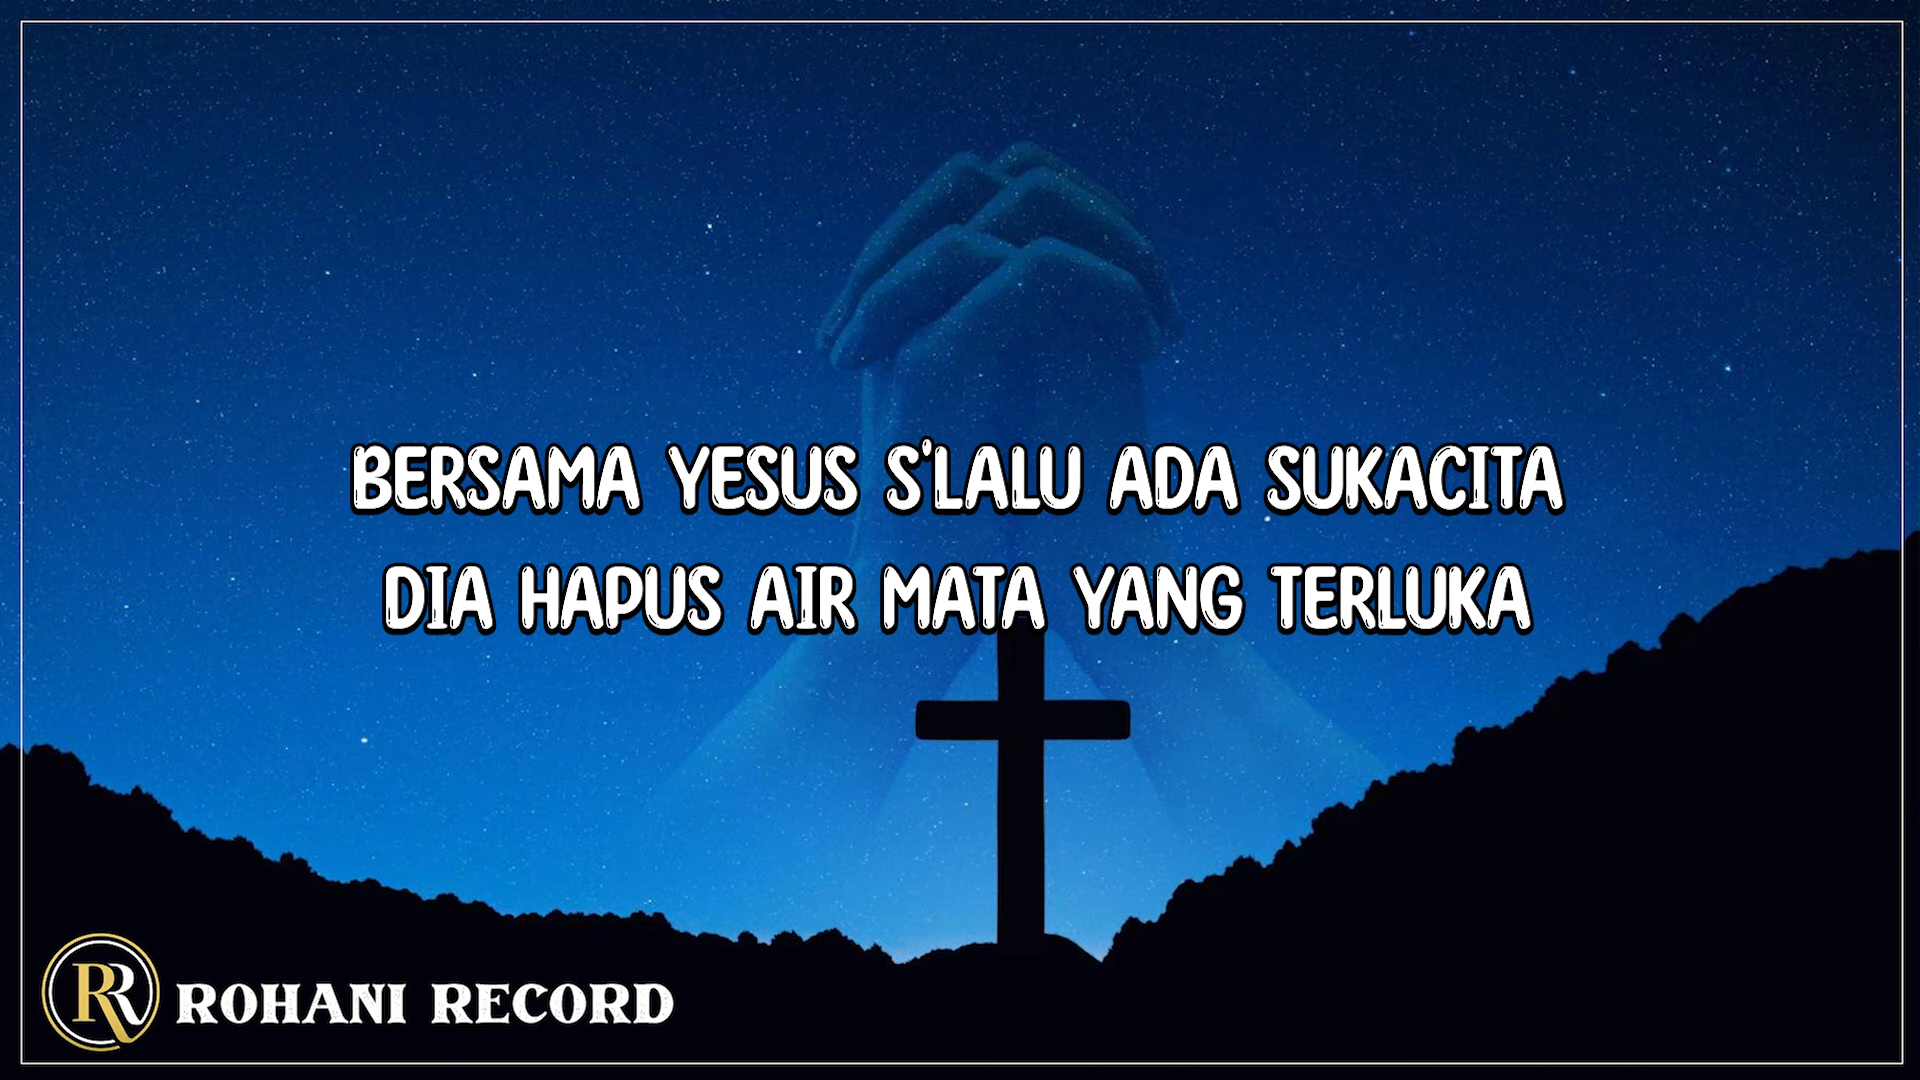 BERSAMA YESUS S'LALU ADA SUKACITA
DIA HAPUS AIR MATA YANG TERLUKA
RR ROHANI RECORD